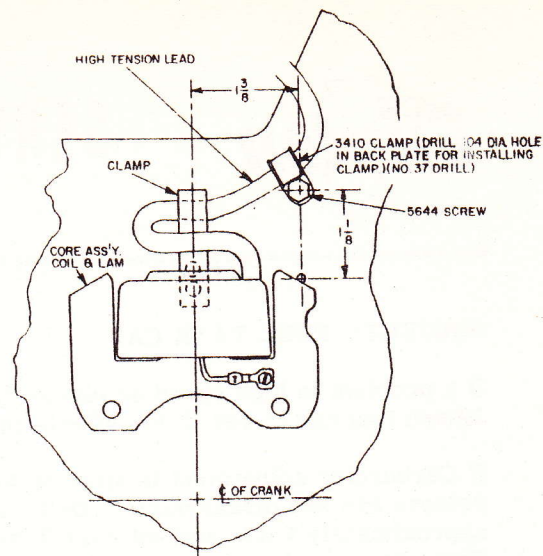 HIGH TENSION LEAD
1 3/8
3410 CLAMP (DRILL .104 DIA. HOLE
IN BACK PLATE FOR INSTALLING
CLAMP)(NO. 37 DRILL)
CLAMP
5644 SCREW
1 1/8
CORE ASS'Y.
COIL & LAM
℄ OF CRANK